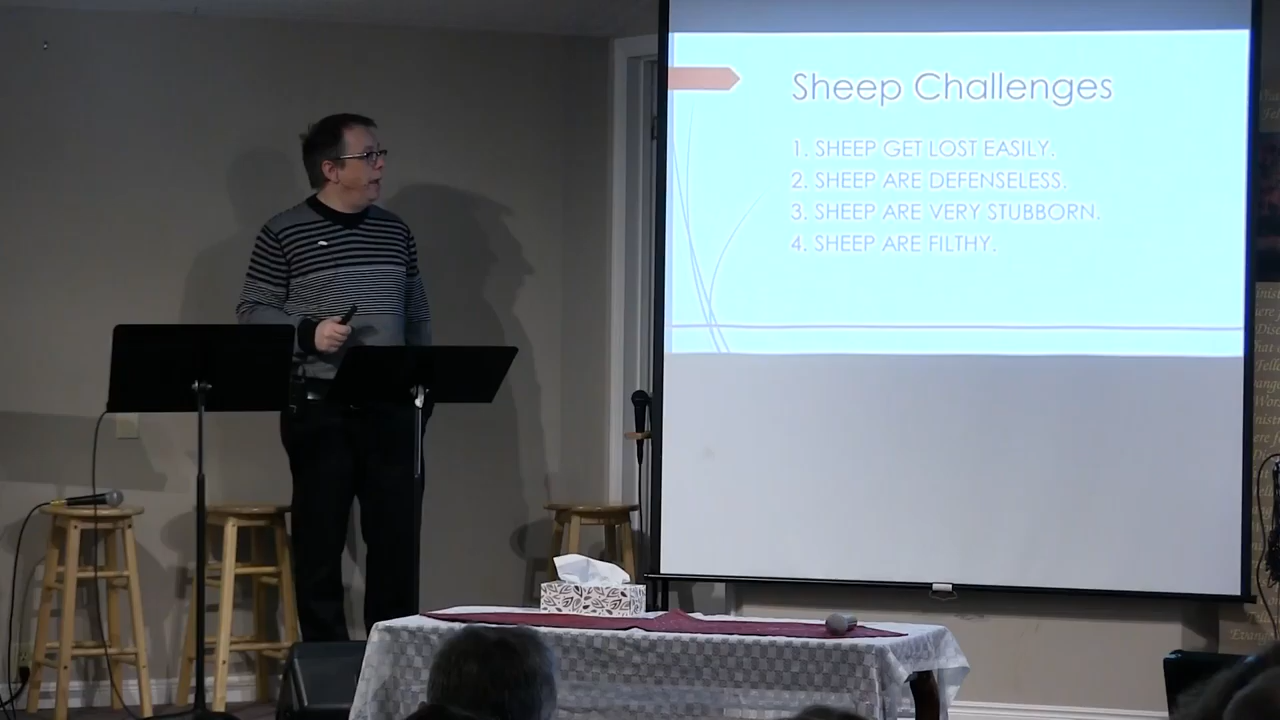 Sheep Challenges
1. SHEEP GET LOST EASILY.
2. SHEEP ARE DEFENSELESS.
3. SHEEP ARE VERY STUBBORN.
4. SHEEP ARE FILTHY.